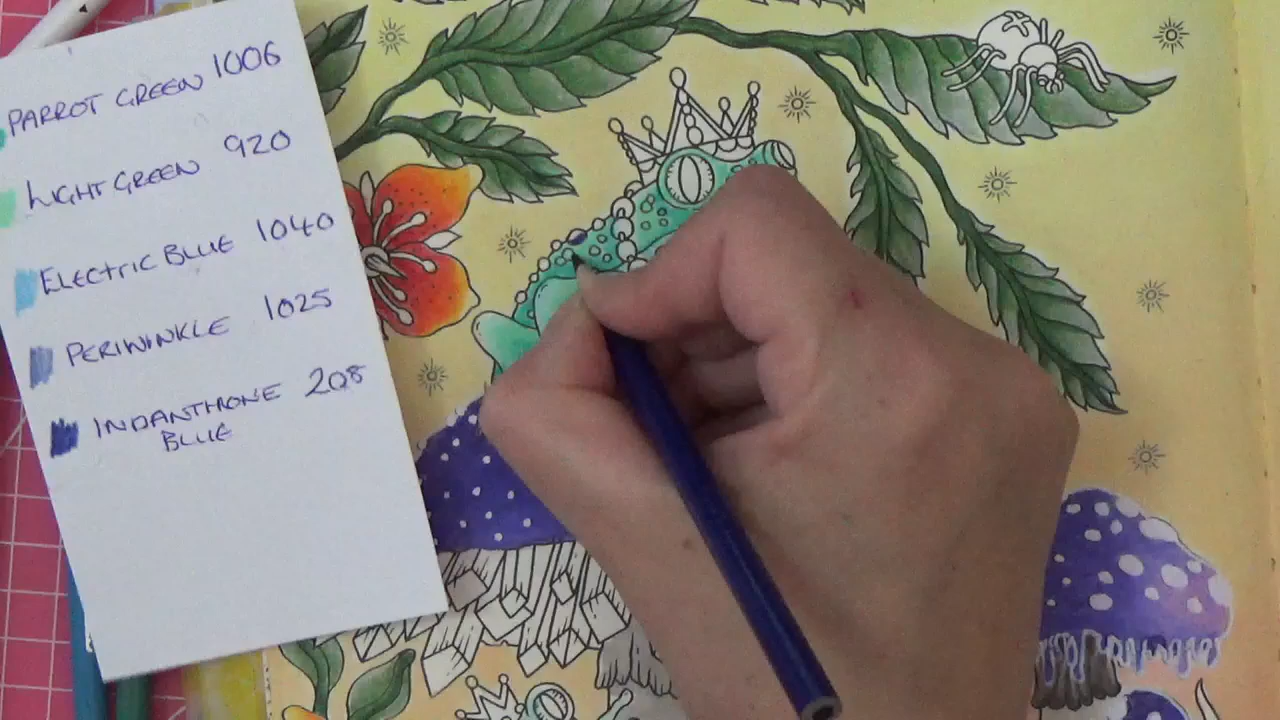 PARROT GREEN 1006
LIGHT GREEN 920
ELECTRIC BLUE 1040
PERIWINKLE 1025
INDANTHRONE 208
BLUE